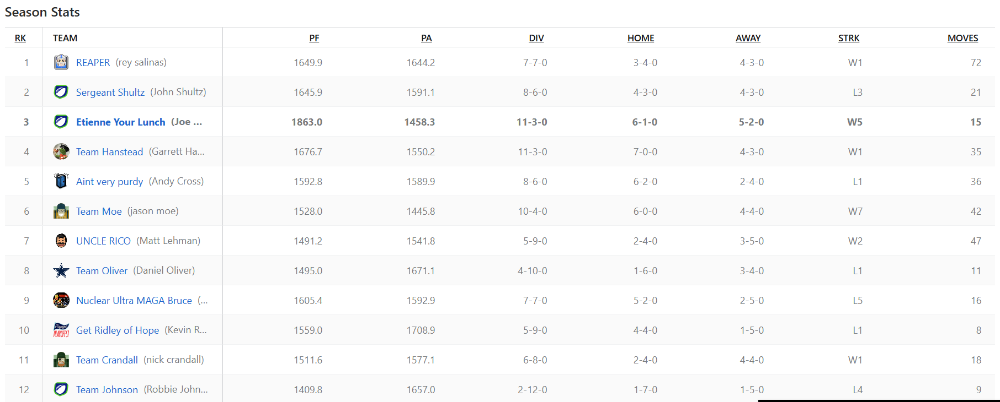 Season Stats
RK TEAM PF PA DIV HOME AWAY STRK MOVES
1 REAPER (rey salinas) 1649.9 1644.2 7-7-0 3-4-0 4-3-0 W1 72
2 Sergeant Shultz (John Shultz) 1645.9 1591.1 8-6-0 4-3-0 4-3-0 L3 21
3 Etienne Your Lunch (Joe ... 1863.0 1458.3 11-3-0 6-1-0 5-2-0 W5 15
4 Team Hanstead (Garrett Ha... 1676.7 1550.2 11-3-0 7-0-0 4-3-0 W1 35
5 Aint very purdy (Andy Cross) 1592.8 1589.9 8-6-0 6-2-0 2-4-0 L1 36
6 Team Moe (jason moe) 1528.0 1445.8 10-4-0 6-0-0 4-4-0 W7 42
7 UNCLE RICO (Matt Lehman) 1491.2 1541.8 5-9-0 2-4-0 3-5-0 W2 47
8 Team Oliver (Daniel Oliver) 1495.0 1671.1 4-10-0 1-6-0 3-4-0 L1 11
9 Nuclear Ultra MAGA Bruce (... 1605.4 1592.9 7-7-0 5-2-0 2-5-0 L5 16
10 Get Ridley of Hope (Kevin R... 1559.0 1708.9 5-9-0 4-4-0 1-5-0 L1 8
11 Team Crandall (nick crandall) 1511.6 1577.1 6-8-0 2-4-0 4-4-0 W1 18
12 Team Johnson (Robbie John... 1409.8 1657.0 2-12-0 1-7-0 1-5-0 L4 9